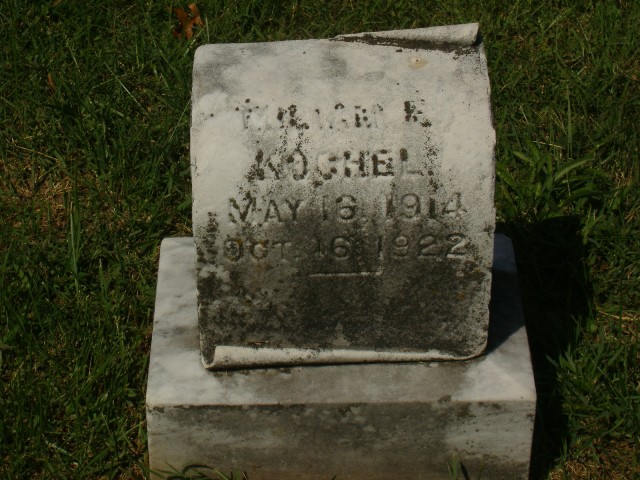 WILLIAM R.
KOCHEL
MAY 16, 1914
OCT. 16, 1922